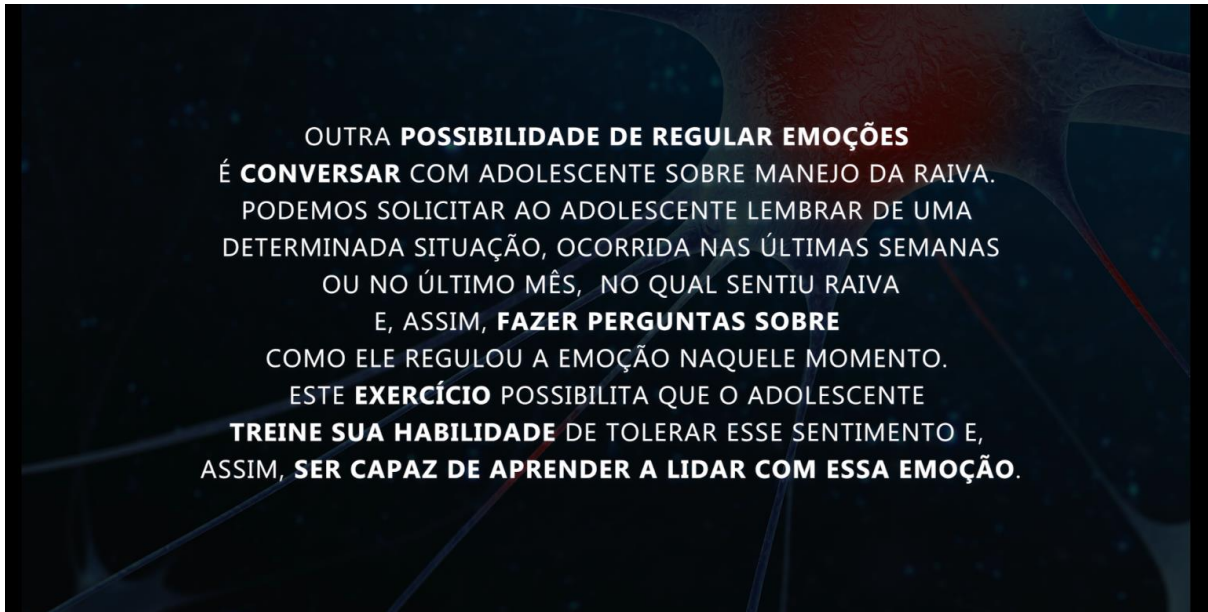 OUTRA POSSIBILIDADE DE REGULAR EMOÇÕES
É CONVERSAR COM ADOLESCENTE SOBRE MANEJO DA RAIVA.
PODEMOS SOLICITAR AO ADOLESCENTE LEMBRAR DE UMA
DETERMINADA SITUAÇÃO, OCORRIDA NAS ÚLTIMAS SEMANAS
OU NO ÚLTIMO MÊS, NO QUAL SENTIU RAIVA
E, ASSIM, FAZER PERGUNTAS SOBRE
COMO ELE REGULOU A EMOÇÃO NAQUELE MOMENTO.
ESTE EXERCÍCIO POSSIBILITA QUE O ADOLESCENTE
TREINE SUA HABILIDADE DE TOLERAR ESSE SENTIMENTO E,
ASSIM, SER CAPAZ DE APRENDER A LIDAR COM ESSA EMOÇÃO.